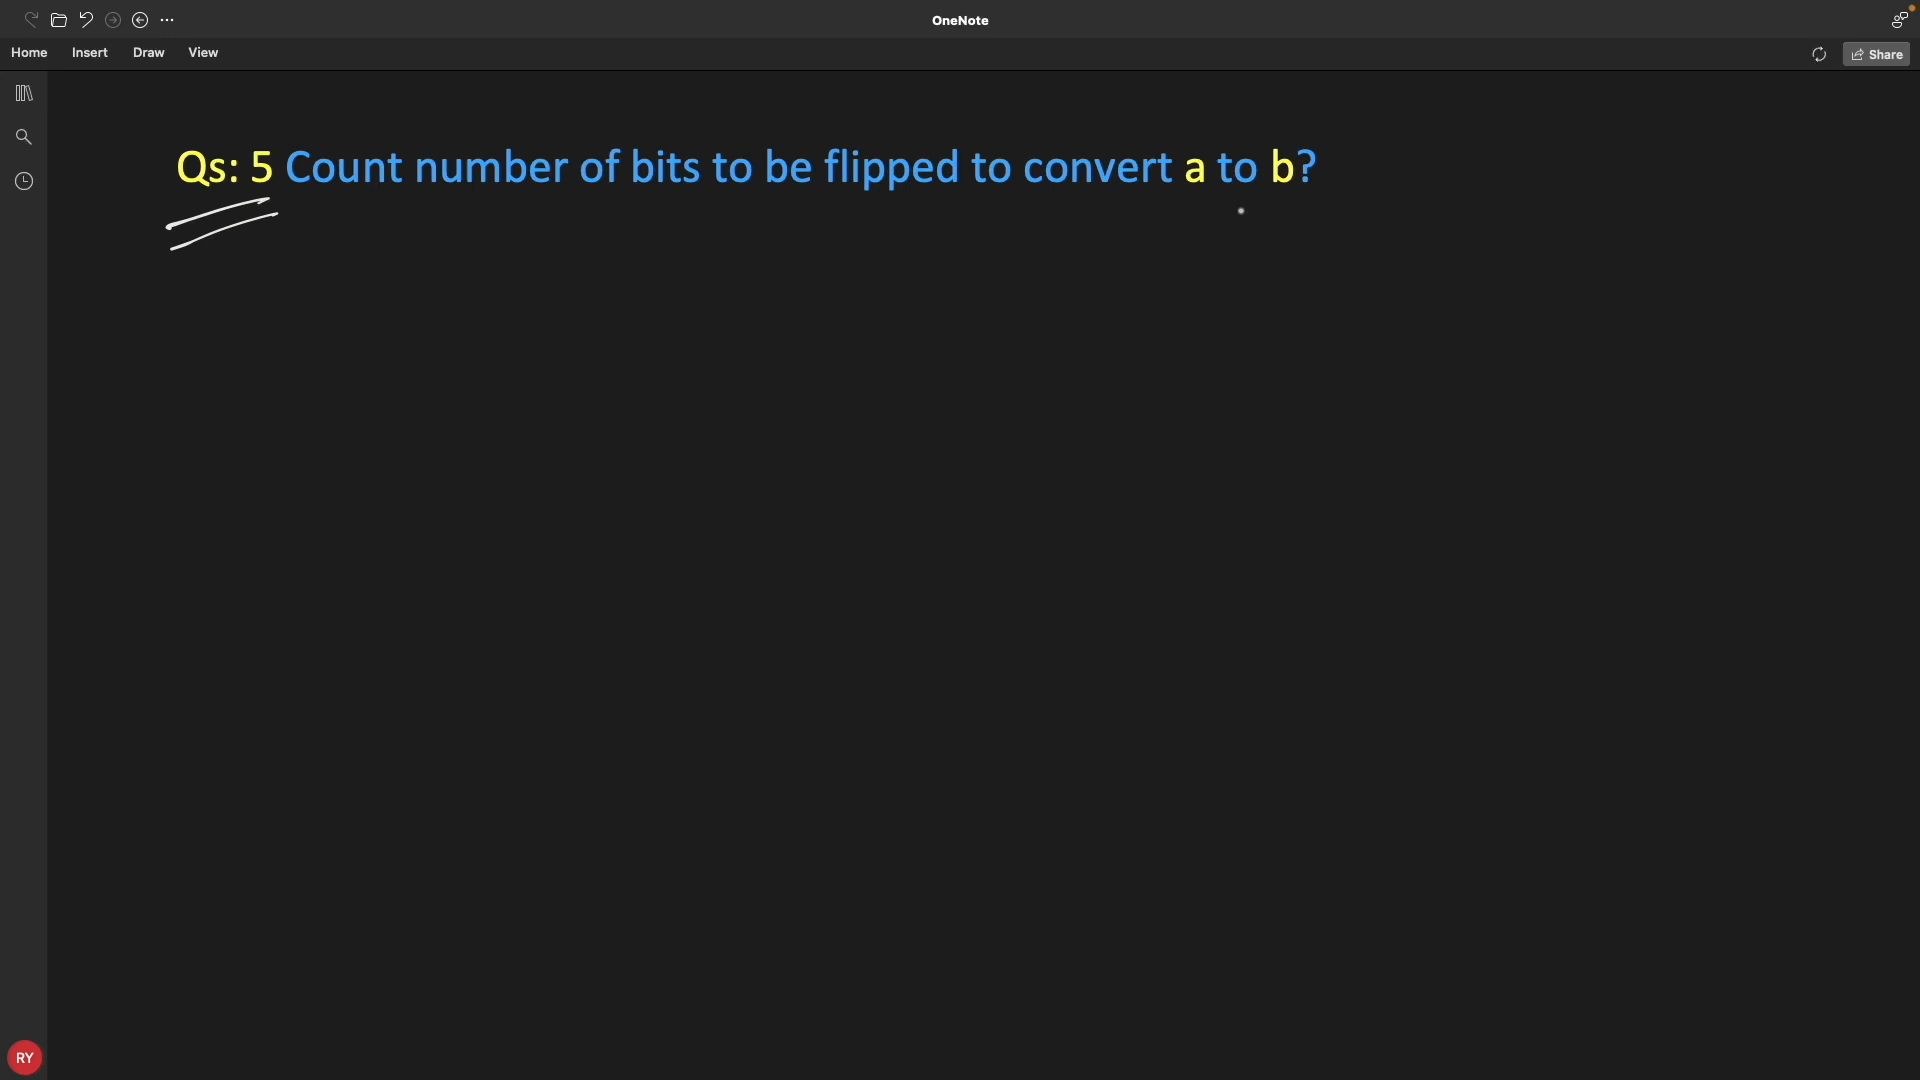 OneNote
Home Insert Draw View
Share
Qs: 5 Count number of bits to be flipped to convert a to b?
RY